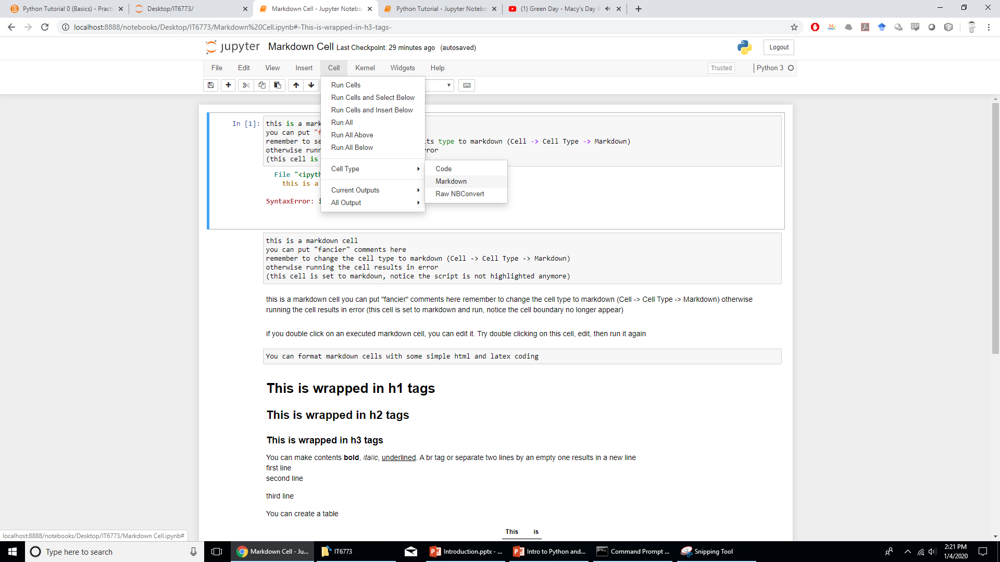 Python Tutorial 0 (Basics) - Practi
Desktop/IT6773/
Markdown Cell - Jupyter Notebo
Python Tutorial - Jupyter Notebo
(1) Green Day - Macy's Day P
localhost:8888/notebooks/Desktop/IT6773/Markdown%20Cell.ipynb#-This-is-wrapped-in-h3-tags-
jupyter Markdown Cell Last Checkpoint: 29 minutes ago (autosaved)
Logout
File Edit View Insert Cell Kernel Widgets Help
Trusted
Python 3
Run Cells
Run Cells and Select Below
Run Cells and Insert Below
Run All
Run All Above
Run All Below
Cell Type
Current Outputs
All Output
Code
Markdown
Raw NBConvert
In [1]:
this is a mark
you can put "f
remember to se ts type to markdown (Cell -> Cell Type -> Markdown)
otherwise runn ror
(this cell is
File "<ipyth
this is a
SyntaxError: i
this is a markdown cell
you can put "fancier" comments here
remember to change the cell type to markdown (Cell -> Cell Type -> Markdown)
otherwise running the cell results in error
(this cell is set to markdown, notice the script is not highlighted anymore)
this is a markdown cell you can put "fancier" comments here remember to change the cell type to markdown (Cell -> Cell Type -> Markdown) otherwise
running the cell results in error (this cell is set to markdown and run, notice the cell boundary no longer appear)
if you double click on an executed markdown cell, you can edit it. Try double clicking on this cell, edit, then run it again
You can format markdown cells with some simple html and latex coding
This is wrapped in h1 tags
This is wrapped in h2 tags
This is wrapped in h3 tags
You can make contents bold, italic, underlined. A br tag or separate two lines by an empty one results in a new line
first line
second line
third line
You can create a table
This is
localhost:8888/notebooks/Desktop/IT6773/Markdown Cell.ipynb#
Type here to search
Markdown Cell - Ju...
IT6773
Introduction.pptx - ...
Intro to Python and...
Command Prompt ...
Snipping Tool
2:21 PM
1/4/2020